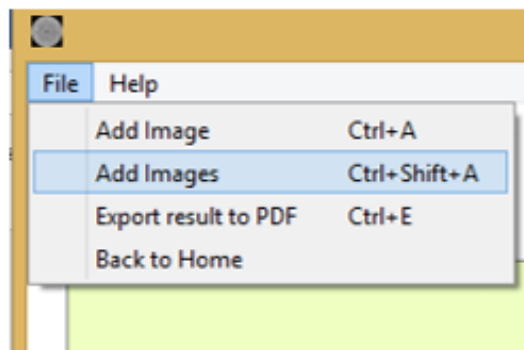 File Help
Add Image Ctrl+A
Add Images Ctrl+Shift+A
Export result to PDF Ctrl+E
Back to Home